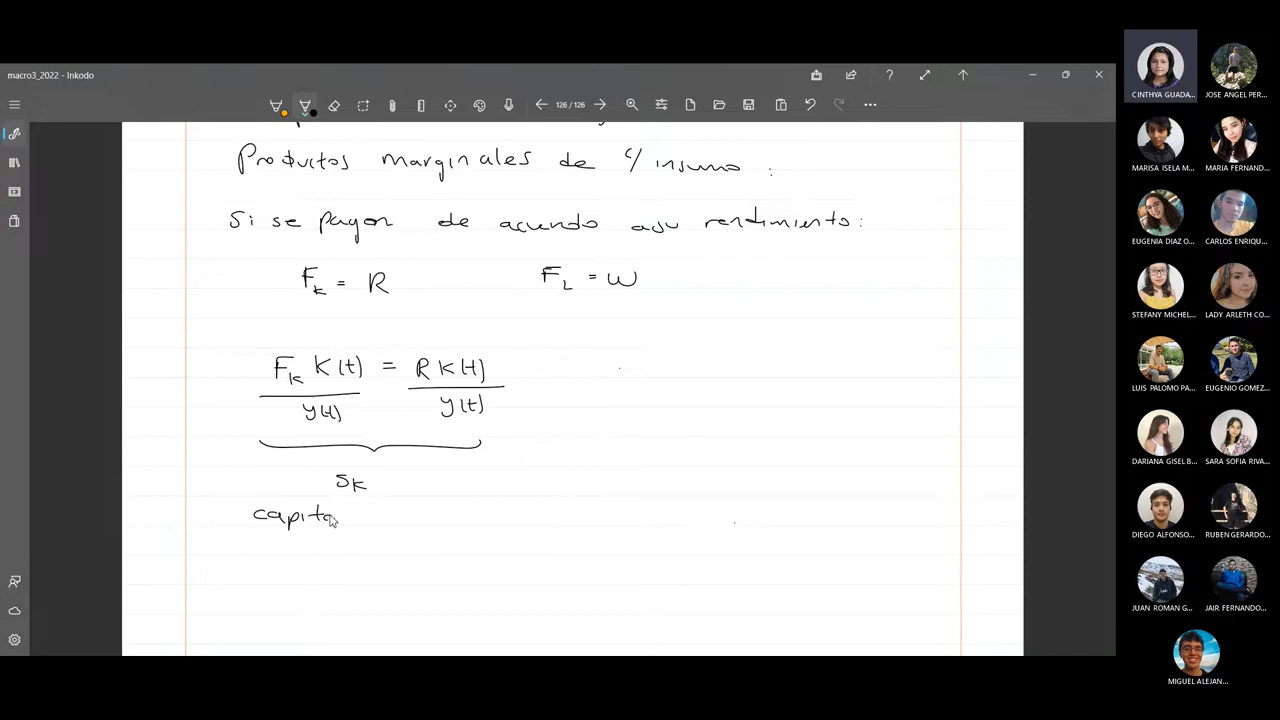 macro3_2022 - Inkodo
126 / 126
Productos marginales de c/ insumo :
Si se pagan de acuerdo a su rendimiento:
F_K = R F_L = w
F_K K(t) = R K(t)
y(t) y(t)
S_K
capita
CINTHYA GUADA...
JOSE ANGEL PER...
MARISA ISELA M...
MARIA FERNAND...
EUGENIA DIAZ O...
CARLOS ENRIQU...
STEFANY MICHEL...
LADY ARLETH CO...
LUIS PALOMO PA...
EUGENIO GOMEZ...
DARIANA GISEL B...
SARA SOFIA RIVA...
DIEGO ALFONSO...
RUBEN GERARDO...
JUAN ROMAN G...
JAIR FERNANDO...
MIGUEL ALEJAN...